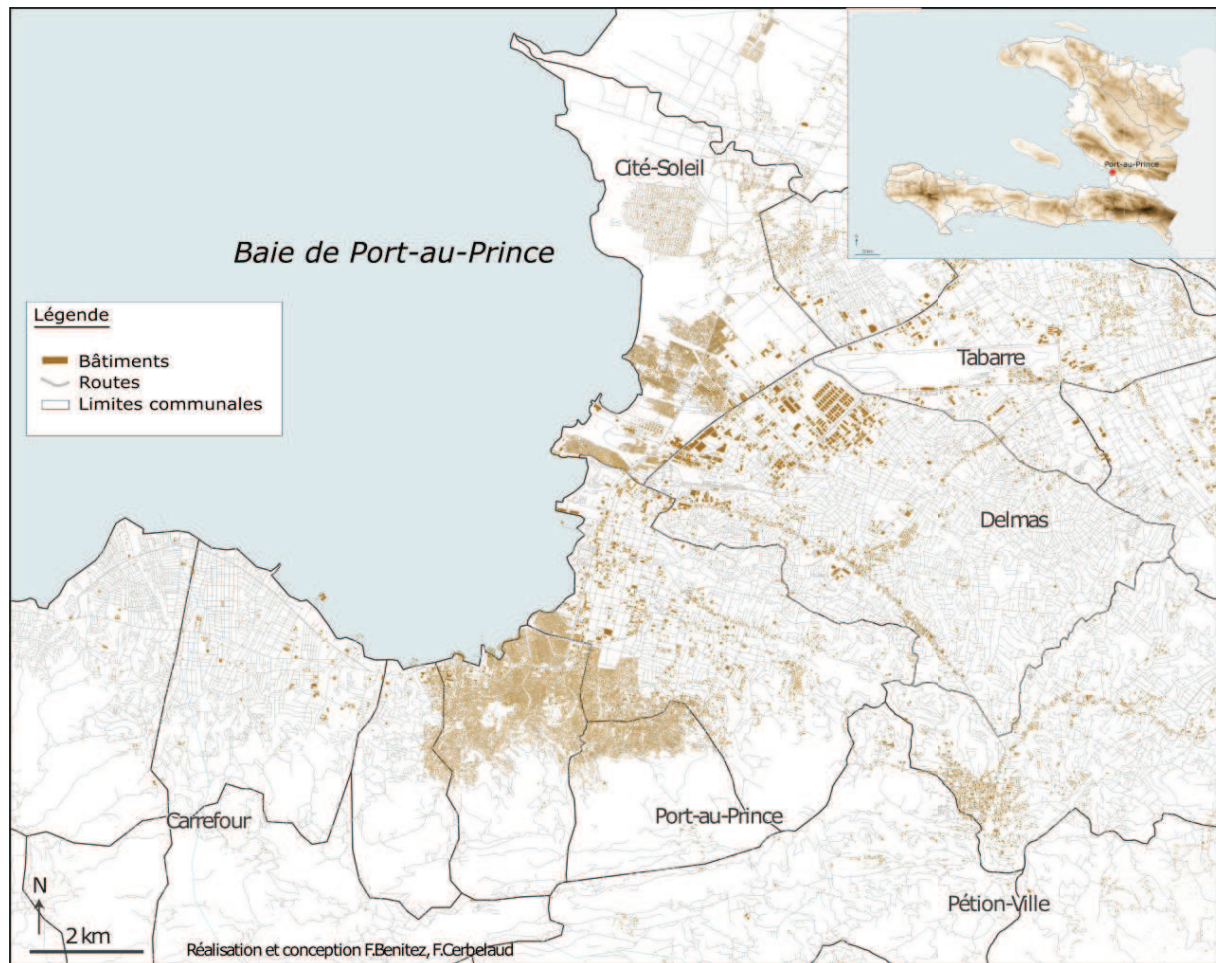 Port-au-Prince
Cité-Soleil
Baie de Port-au-Prince
Légende
Bâtiments
Routes
Limites communales
Tabarre
Delmas
Carrefour
Port-au-Prince
Pétion-Ville
N
2 km
Réalisation et conception F.Benitez, F.Cerbelaud